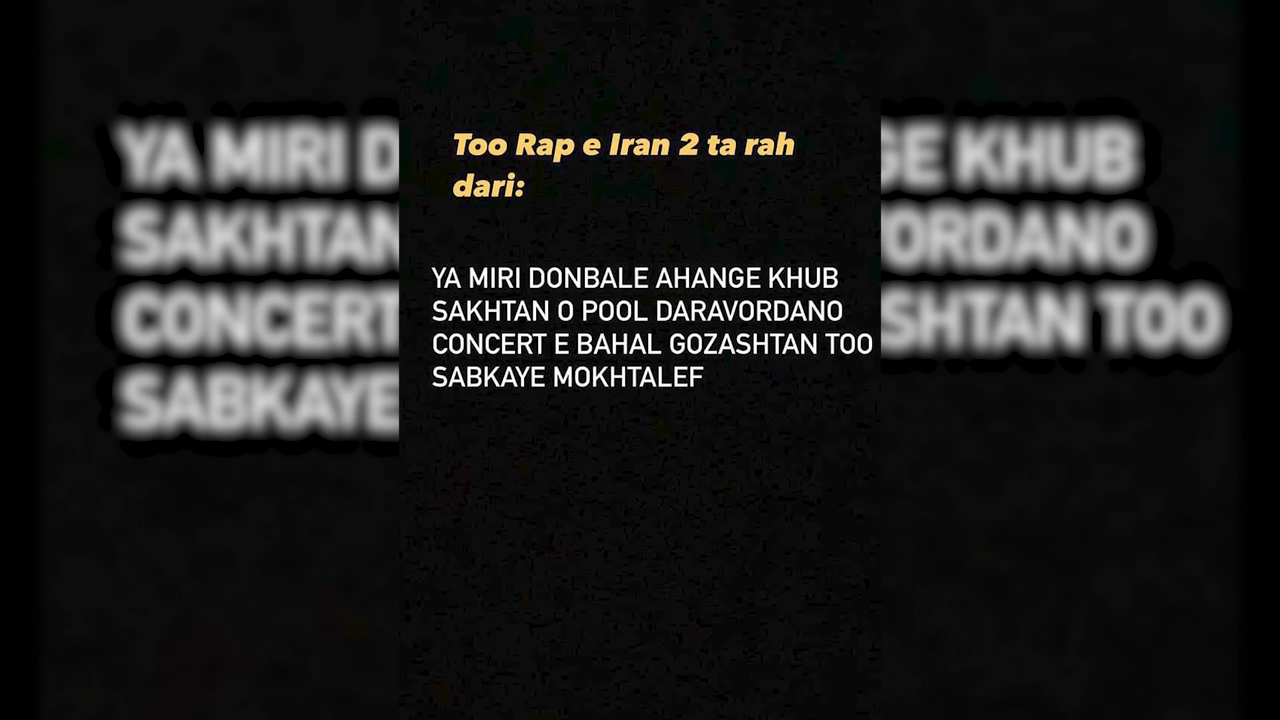 Too Rap e Iran 2 ta rah
dari:
YA MIRI DONBALE AHANGE KHUB
SAKHTAN O POOL DARAVORDANO
CONCERT E BAHAL GOZASHTAN TOO
SABKAYE MOKHTALEF